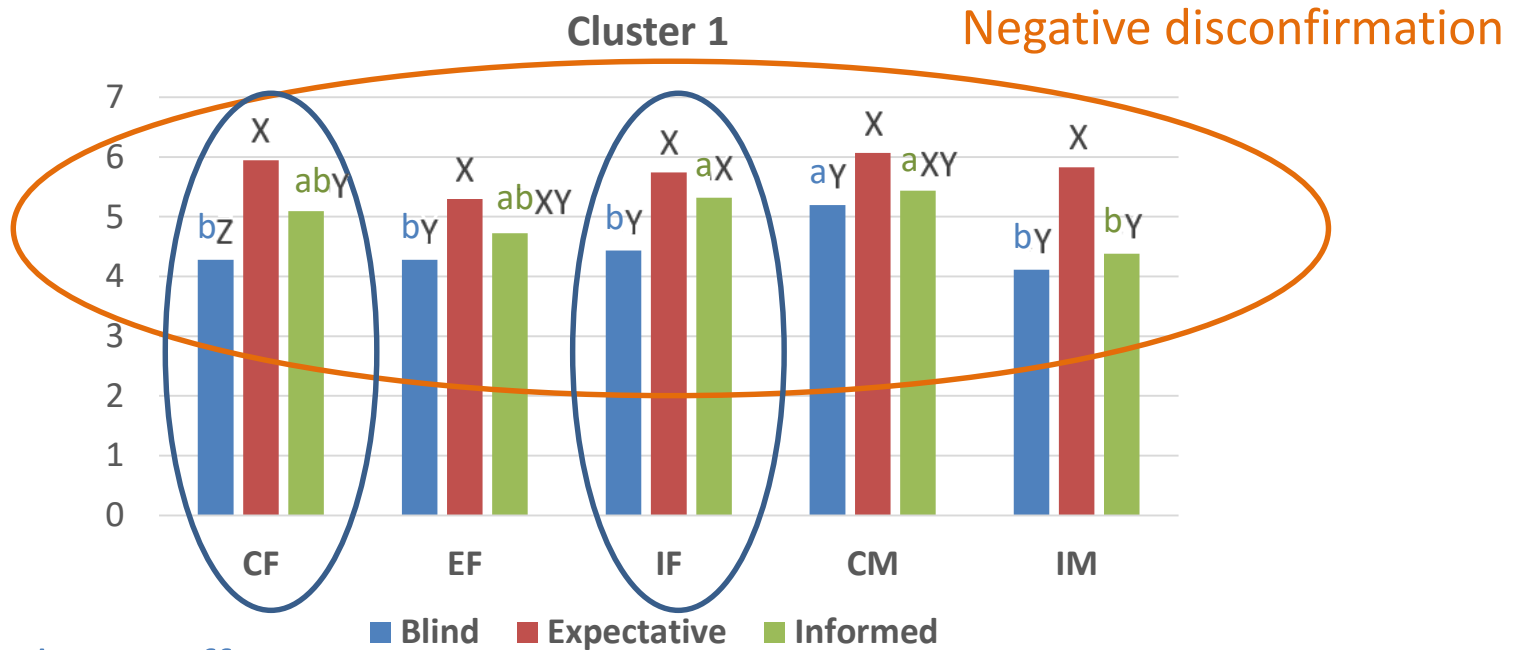 Negative disconfirmation
Cluster 1
7
6
5
4
3
2
1
0
bZ X abY
bY X abXY
bY X aX
aY X aXY
bY X bY
CF EF IF CM IM
Blind Expectative Informed